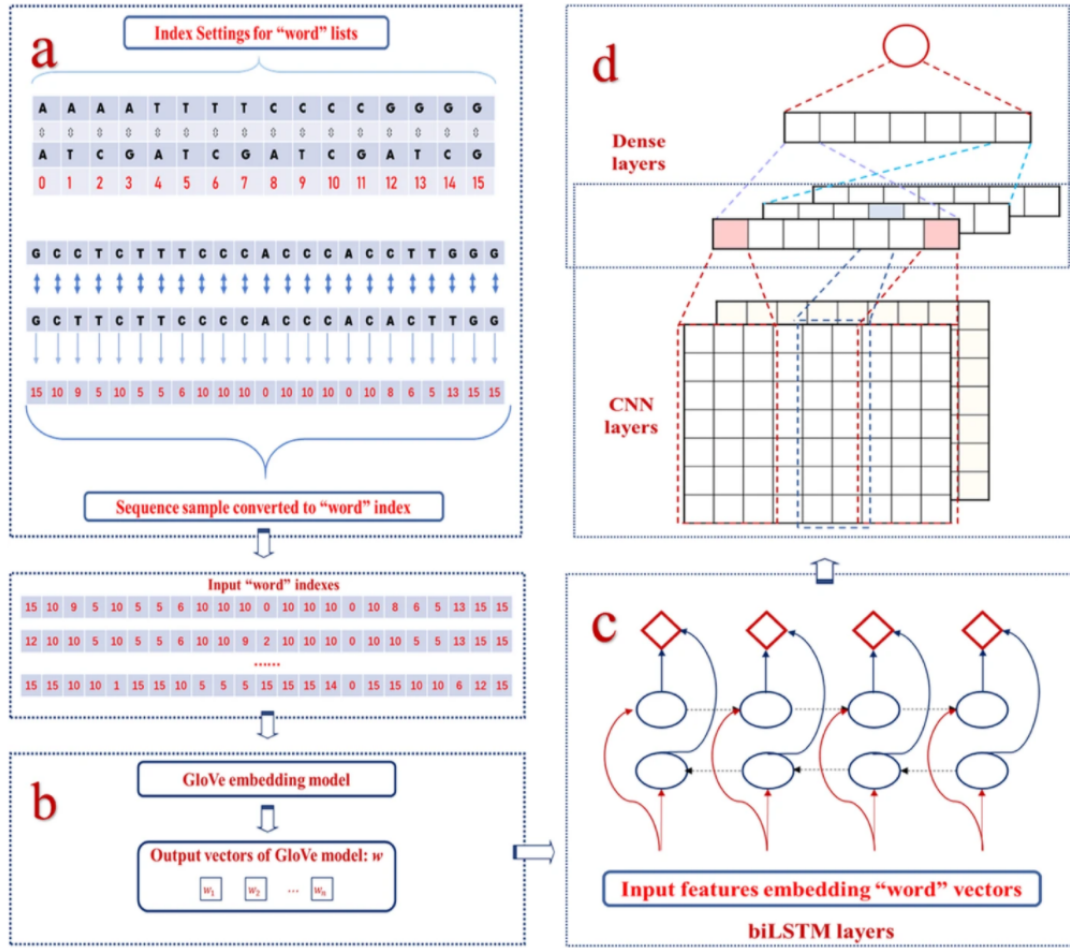 a
Index Settings for “word” lists
A A A A T T T T C C C C G G G G
A T C G A T C G A T C G A T C G
0 1 2 3 4 5 6 7 8 9 10 11 12 13 14 15
G C C T C T T T C C C A C C C A C C T T G G G
G C T T C T T C C C C A C C C A C A C T T G G
15 10 9 5 10 5 5 6 10 10 10 0 10 10 10 0 10 8 6 5 13 15 15
Sequence sample converted to “word” index
Input “word” indexes
15 10 9 5 10 5 5 6 10 10 10 0 10 10 10 0 10 8 6 5 13 15 15
12 10 10 5 10 5 5 6 10 10 9 2 10 10 10 0 10 10 5 5 13 15 15
......
15 15 10 10 1 15 15 10 5 5 5 15 15 15 14 0 15 15 10 10 6 12 15
b
GloVe embedding model
Output vectors of GloVe model: w
w1 w2 ... wn
c
Input features embedding “word” vectors
biLSTM layers
d
Dense
layers
CNN
layers